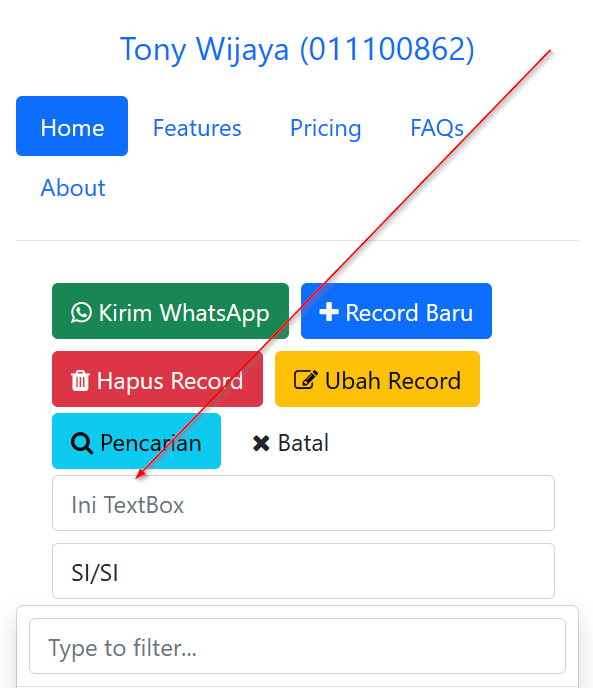 Tony Wijaya (011100862)
Home Features Pricing FAQs
About
Kirim WhatsApp Record Baru
Hapus Record Ubah Record
Pencarian Batal
Ini TextBox
SI/SI
Type to filter...